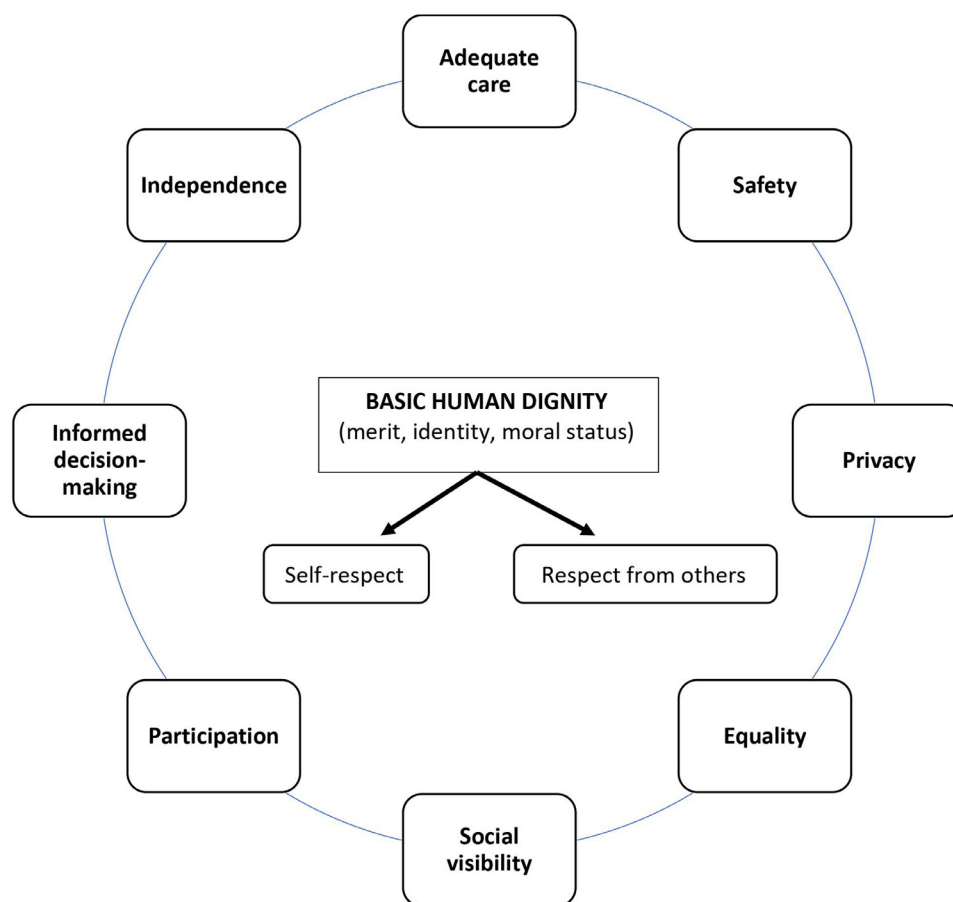 Adequate
care
Safety
Privacy
Equality
Social
visibility
Participation
Informed
decision-
making
Independence
BASIC HUMAN DIGNITY
(merit, identity, moral status)
Self-respect
Respect from others